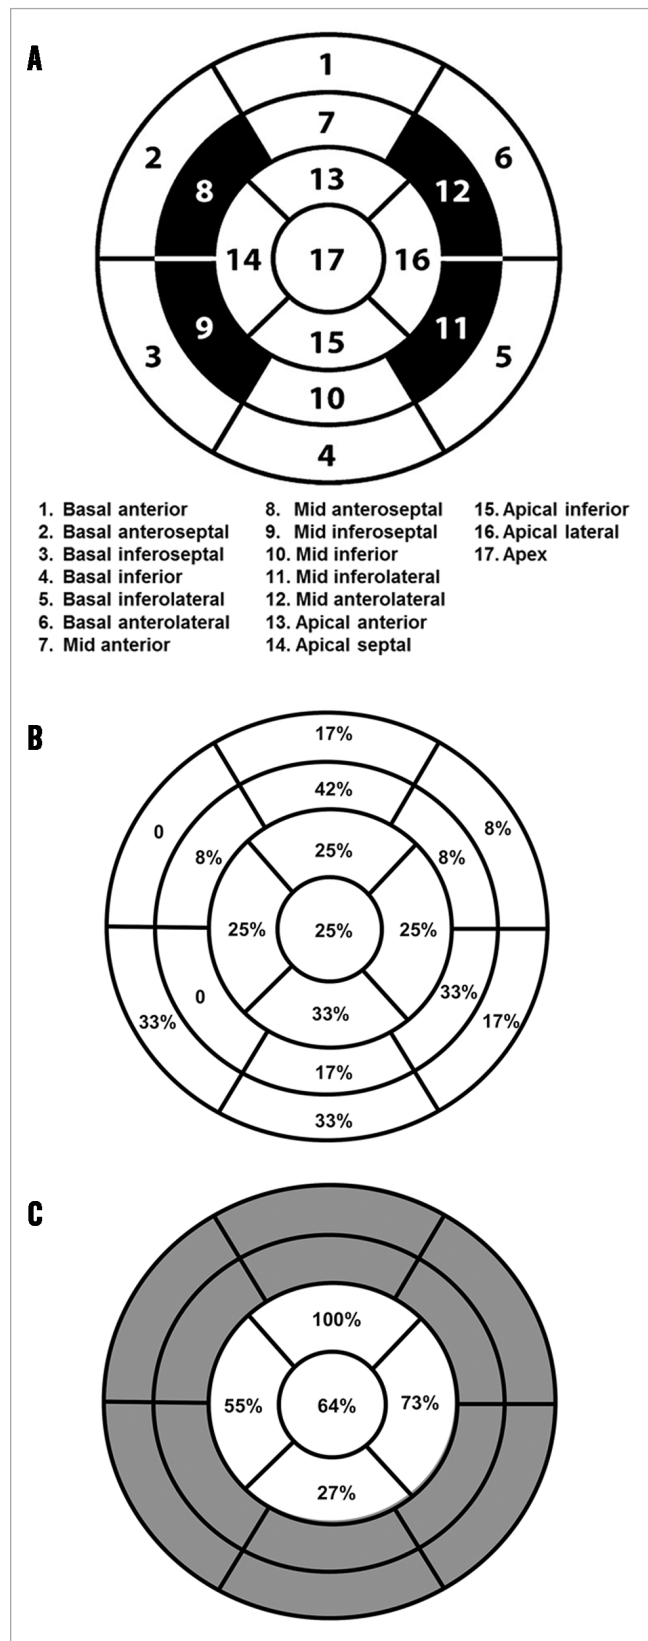 A
1
7
2
6
8
12
13
14
17
16
9
11
15
3
5
10
4
1. Basal anterior
2. Basal anteroseptal
3. Basal inferoseptal
4. Basal inferior
5. Basal inferolateral
6. Basal anterolateral
7. Mid anterior
8. Mid anteroseptal
9. Mid inferoseptal
10. Mid inferior
11. Mid inferolateral
12. Mid anterolateral
13. Apical anterior
14. Apical septal
15. Apical inferior
16. Apical lateral
17. Apex
B
17%
42%
0
8%
8%
8%
25%
25%
25%
25%
0
33%
33%
33%
17%
17%
33%
C
100%
55%
64%
73%
27%